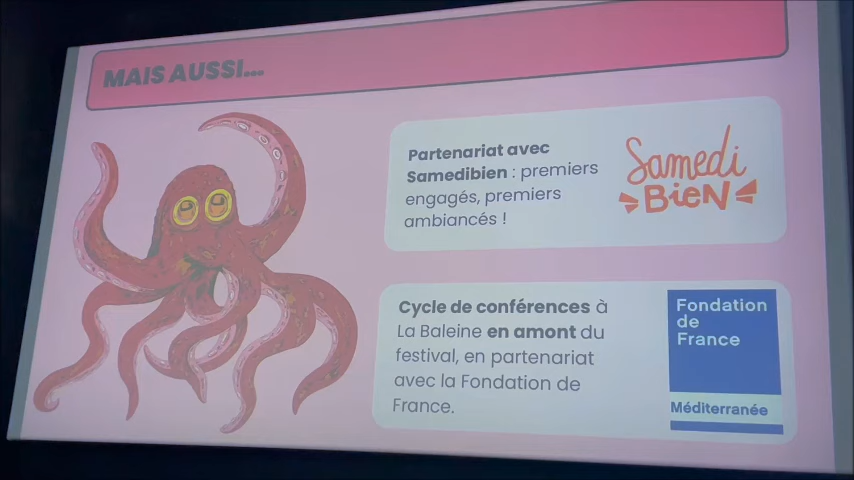 MAIS AUSSI...
Partenariat avec
Samedibien : premiers
engagés, premiers
ambiancés !
Samedi
BIEN
Cycle de conférences à
La Baleine en amont du
festival, en partenariat
avec la Fondation de
France.
Fondation
de
France
Méditerranée